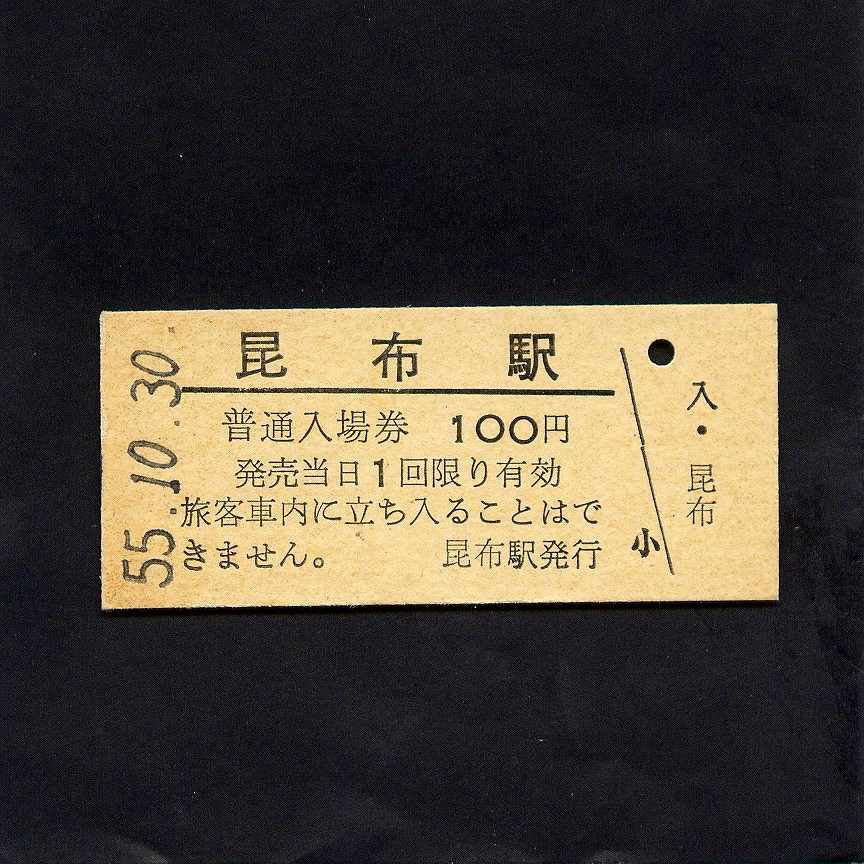 昆布駅
普通入場券 100円
発売当日1回限り有効
旅客車内に立ち入ることはで
きません。 昆布駅発行
55.10.30
小
入・昆布